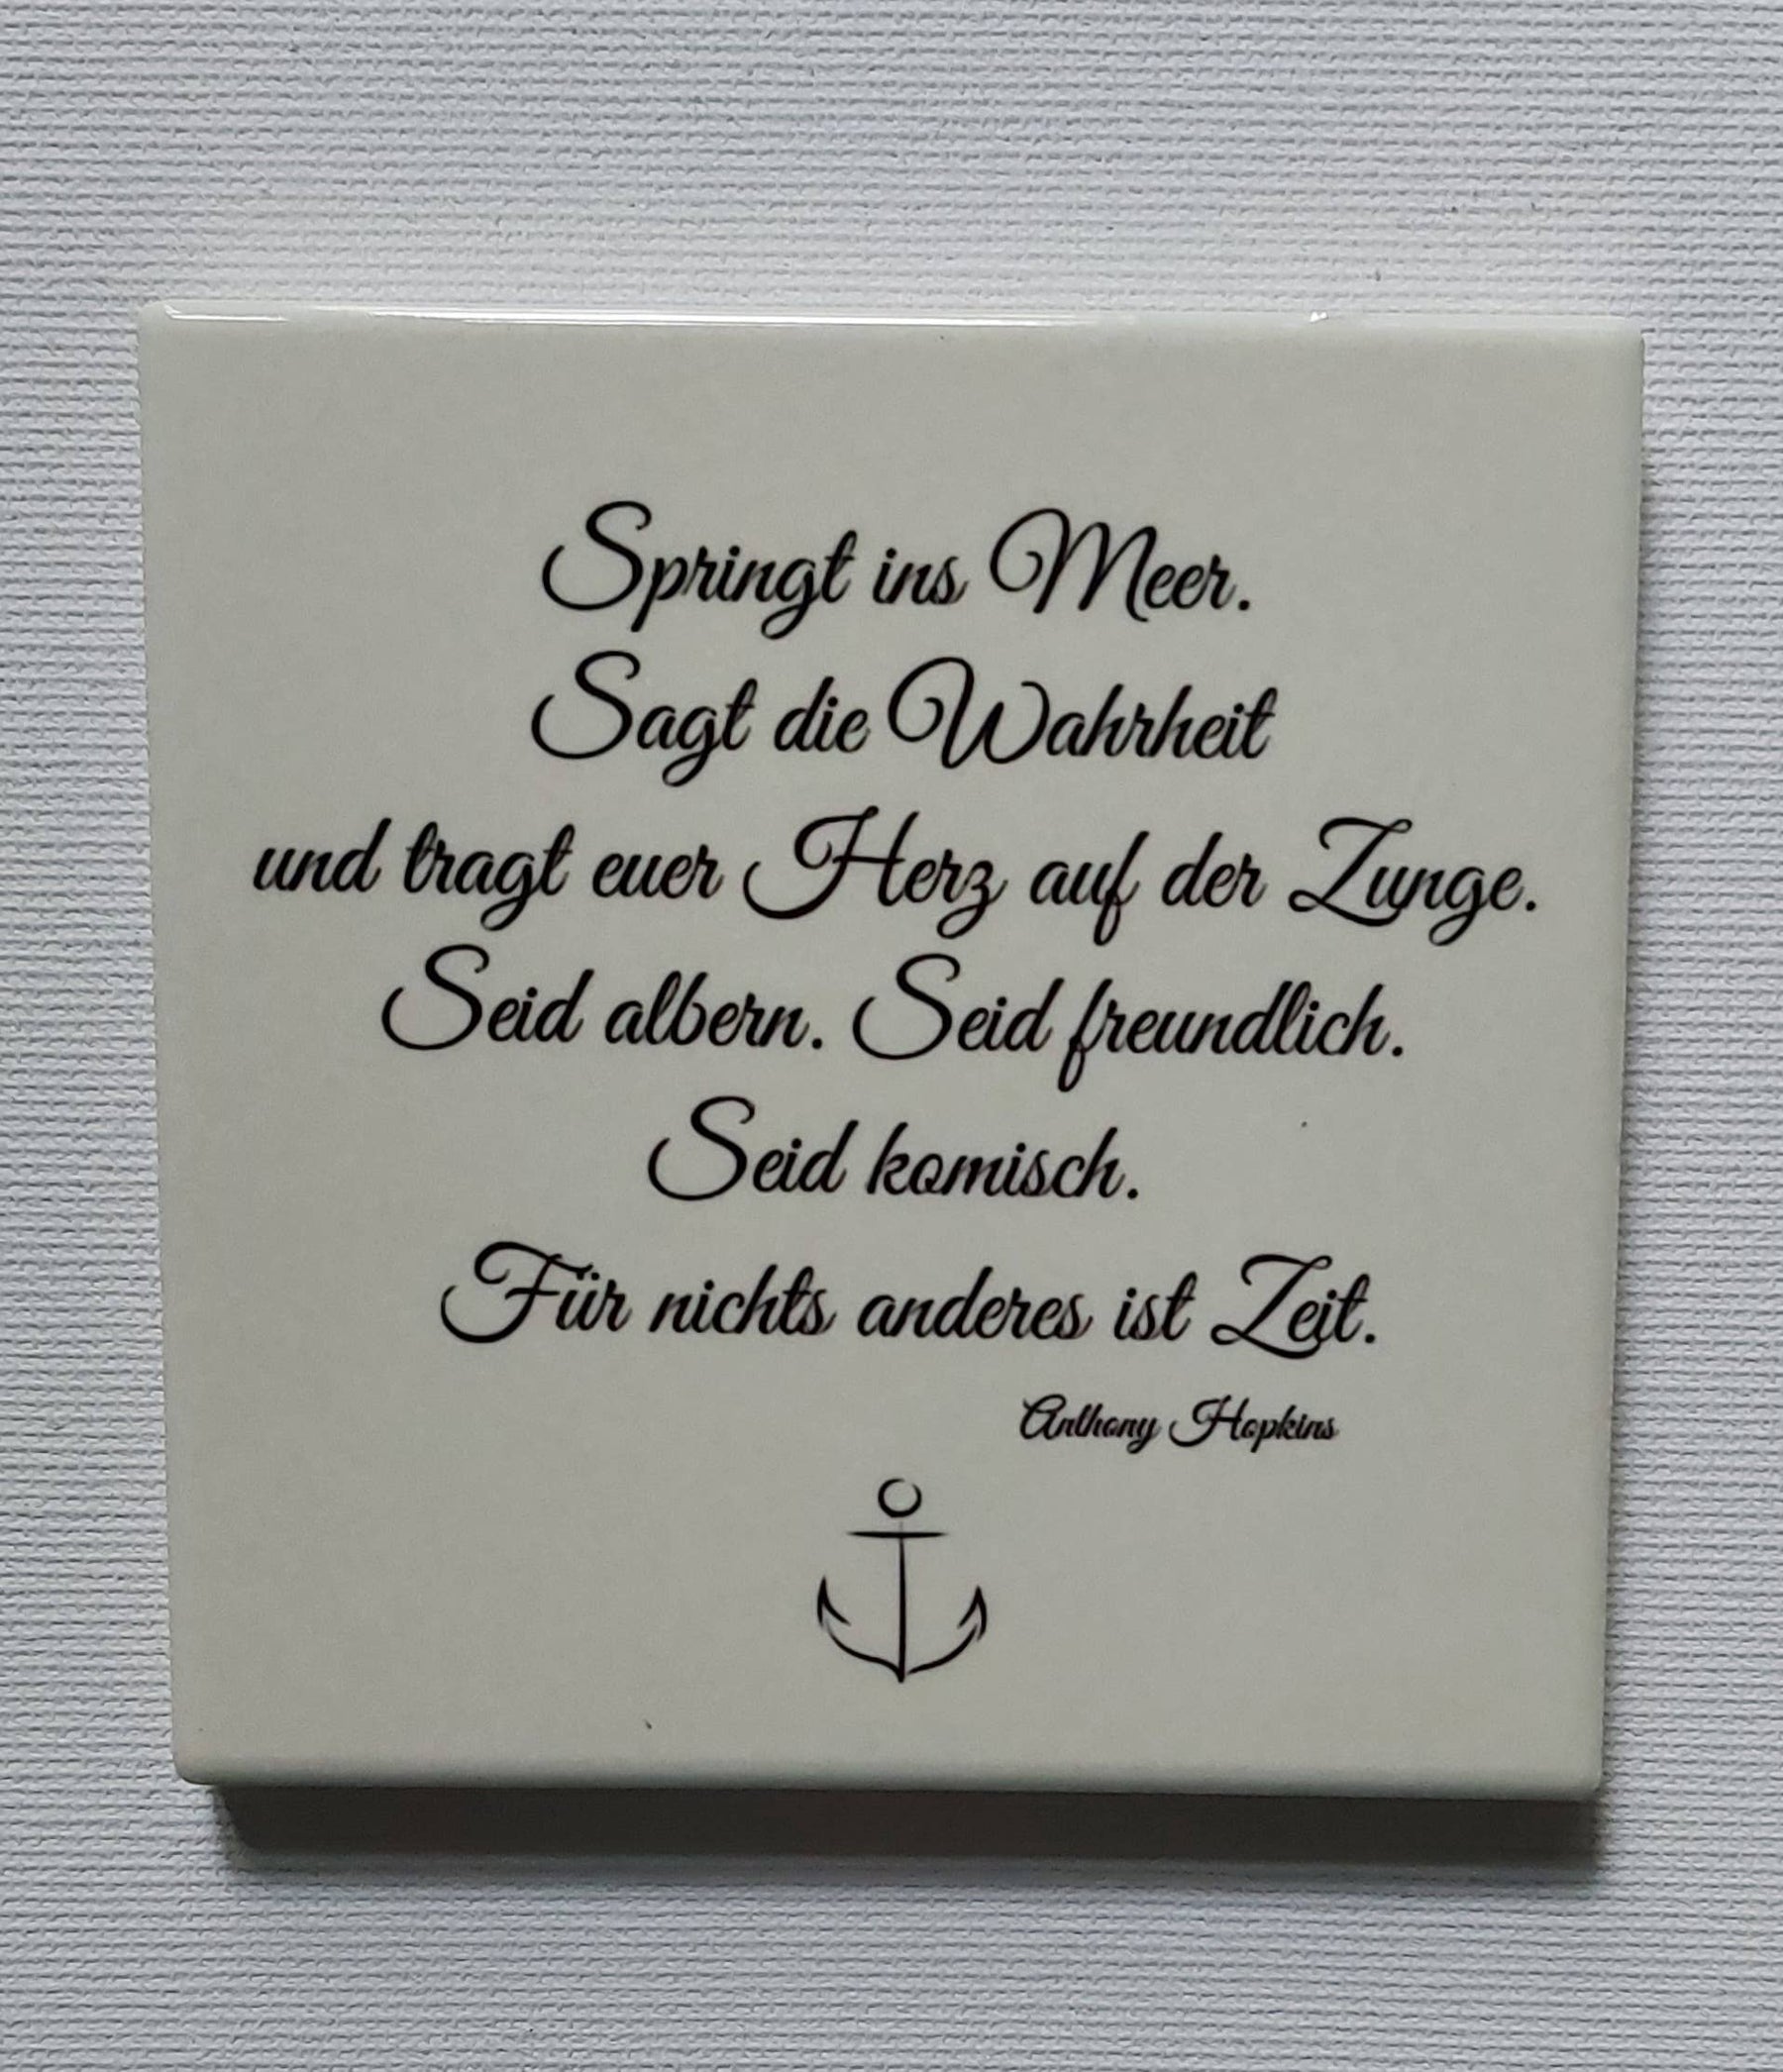 Springt ins Meer.
Sagt die Wahrheit
und tragt euer Herz auf der Zunge.
Seid albern. Seid freundlich.
Seid komisch.
Für nichts anderes ist Zeit.
Anthony Hopkins